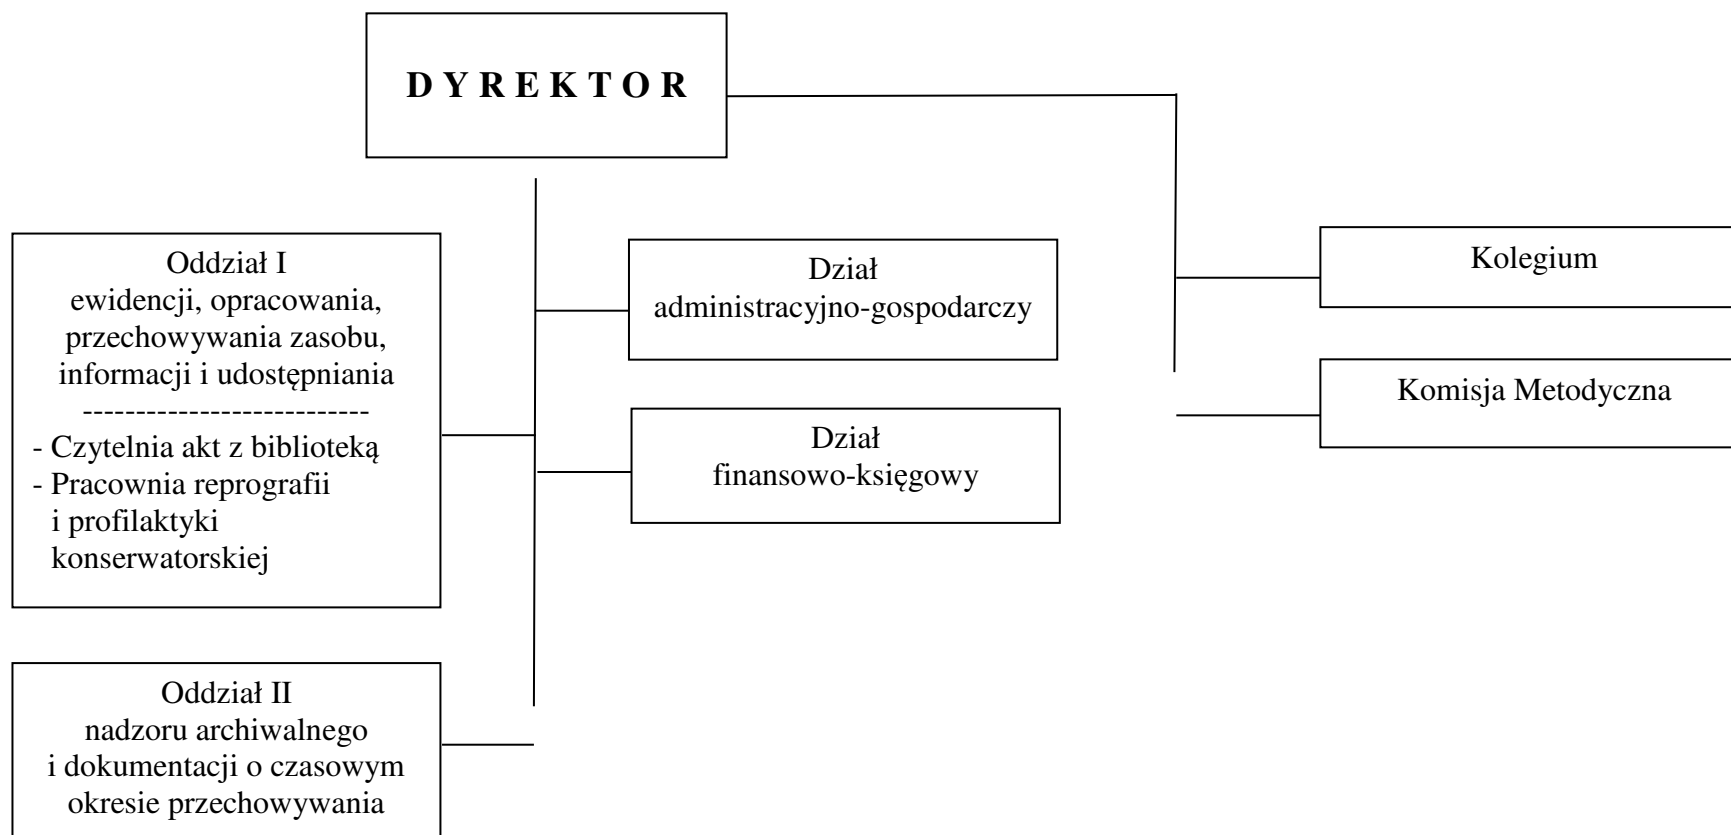 D Y R E K T O R
Oddział I
ewidencji, opracowania,
przechowywania zasobu,
informacji i udostępniania
---------------------------
- Czytelnia akt z biblioteką
- Pracownia reprografii
i profilaktyki
konserwatorskiej
Oddział II
nadzoru archiwalnego
i dokumentacji o czasowym
okresie przechowywania
Dział
administracyjno-gospodarczy
Dział
finansowo-księgowy
Kolegium
Komisja Metodyczna